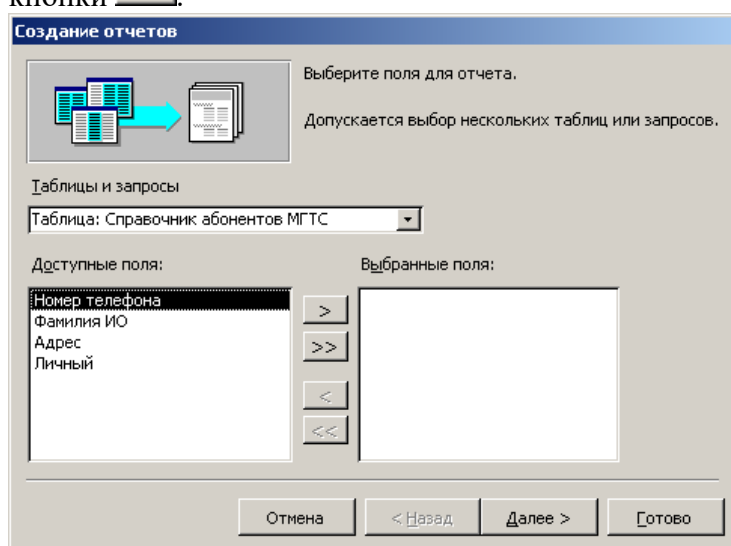 кнопки .
Создание отчетов
Выберите поля для отчета.
Допускается выбор нескольких таблиц или запросов.
Таблицы и запросы
Таблица: Справочник абонентов МГТС
Доступные поля:
Выбранные поля:
Номер телефона
Фамилия ИО
Адрес
Личный
>
>>
<
<<
Отмена
< Назад
Далее >
Готово